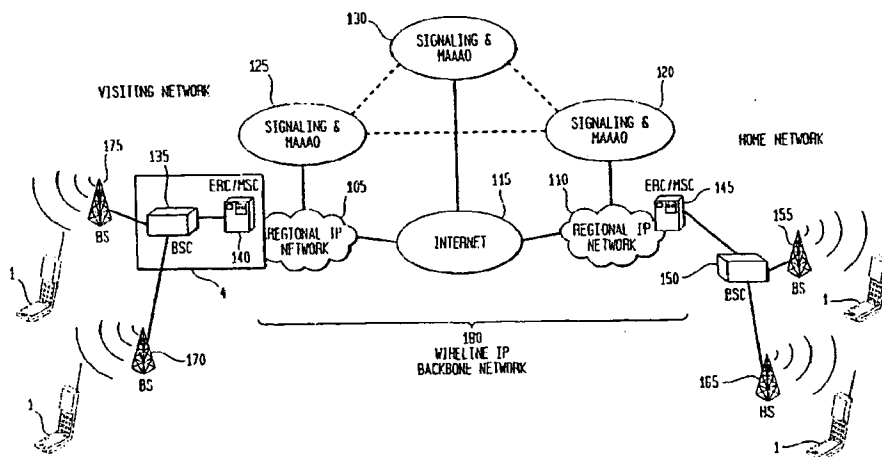 130
SIGNALING &
MAAAO
125
120
VISITING NETWORK
SIGNALING &
MAAAO
SIGNALING &
MAAAO
HOME NETWORK
175
135
ERC/MSC
105
115
110
ERC/MSC
145
155
BS
BSC
140
REGIONAL IP
NETWORK
INTERNET
REGIONAL IP
NETWORK
150
BSC
BS
1
4
1
170
BS
180
WIRELINE IP
BACKBONE NETWORK
165
BS
1
1